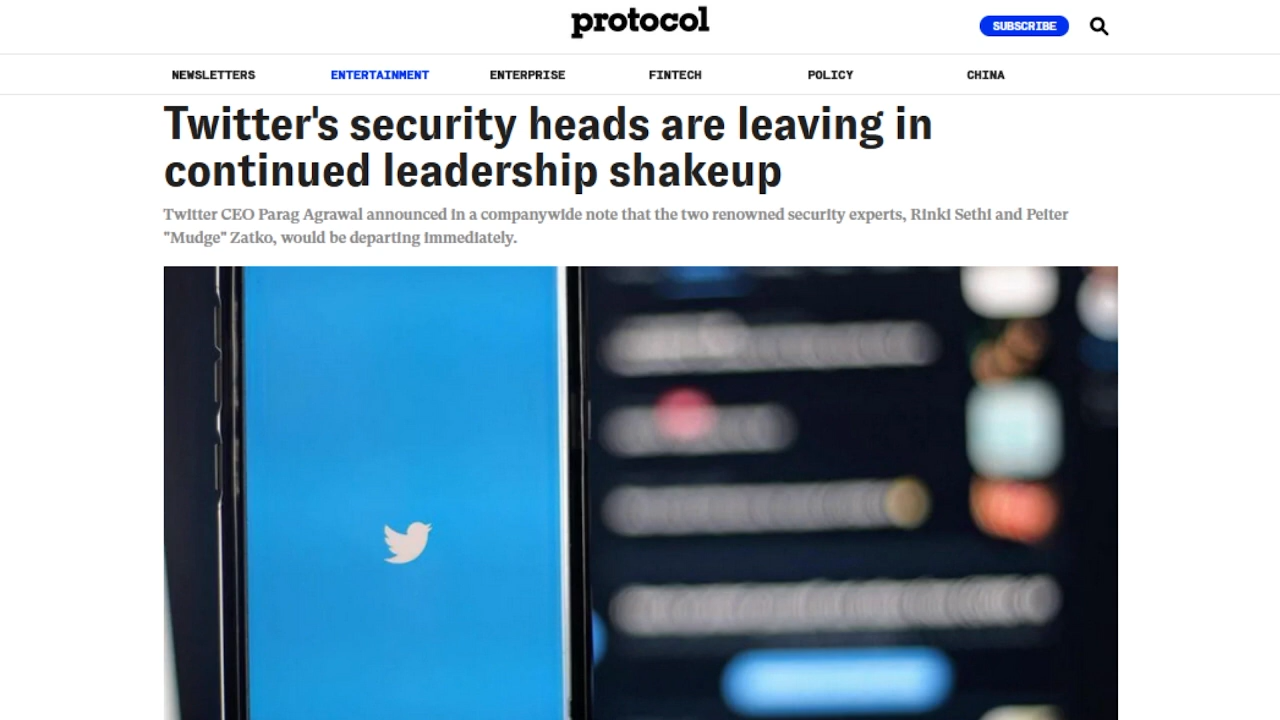 protocol
SUBSCRIBE
NEWSLETTERS ENTERTAINMENT ENTERPRISE FINTECH POLICY CHINA
Twitter's security heads are leaving in
continued leadership shakeup
Twitter CEO Parag Agrawal announced in a companywide note that the two renowned security experts, Rinki Sethi and Peiter
"Mudge" Zatko, would be departing immediately.